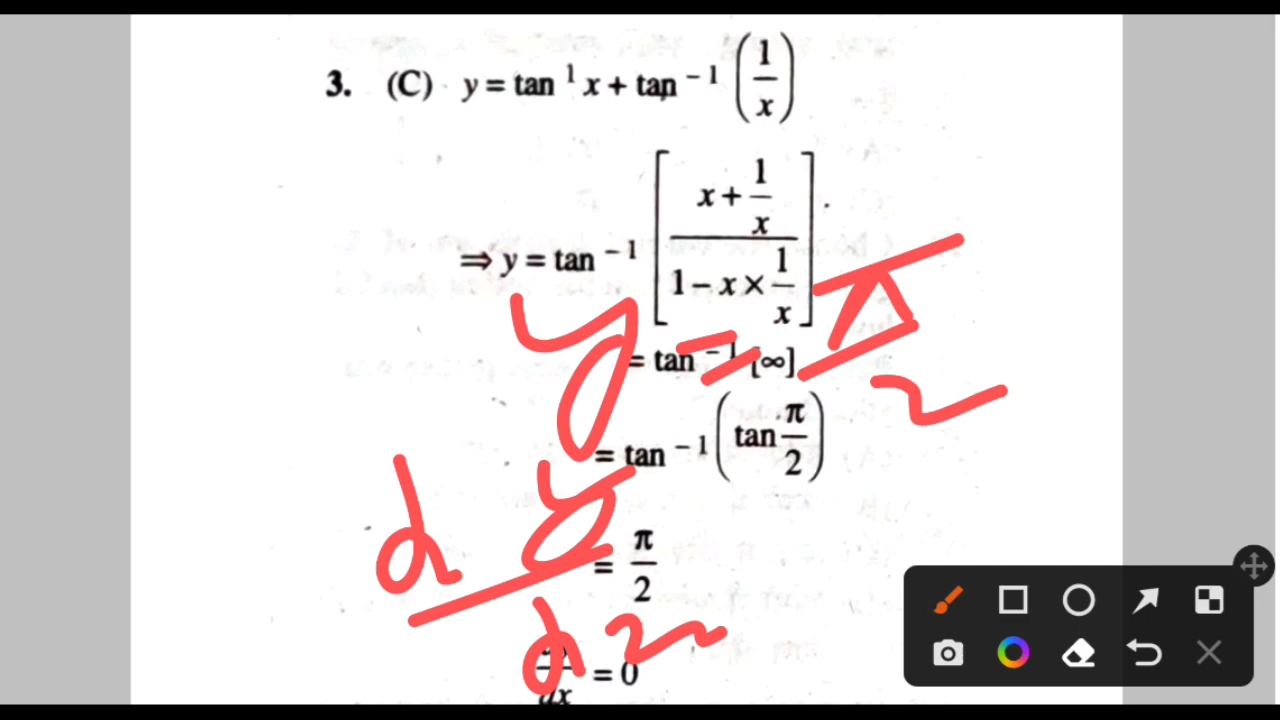 3. (C) y = tan ¹ x + tan ⁻¹ (1/x)
⇒ y = tan ⁻¹ [(x + 1/x) / (1 − x × 1/x)]
y = π/2
= tan ⁻¹ [∞]
= tan ⁻¹ (tan π/2)
dy
= π/2
d
dx = 0